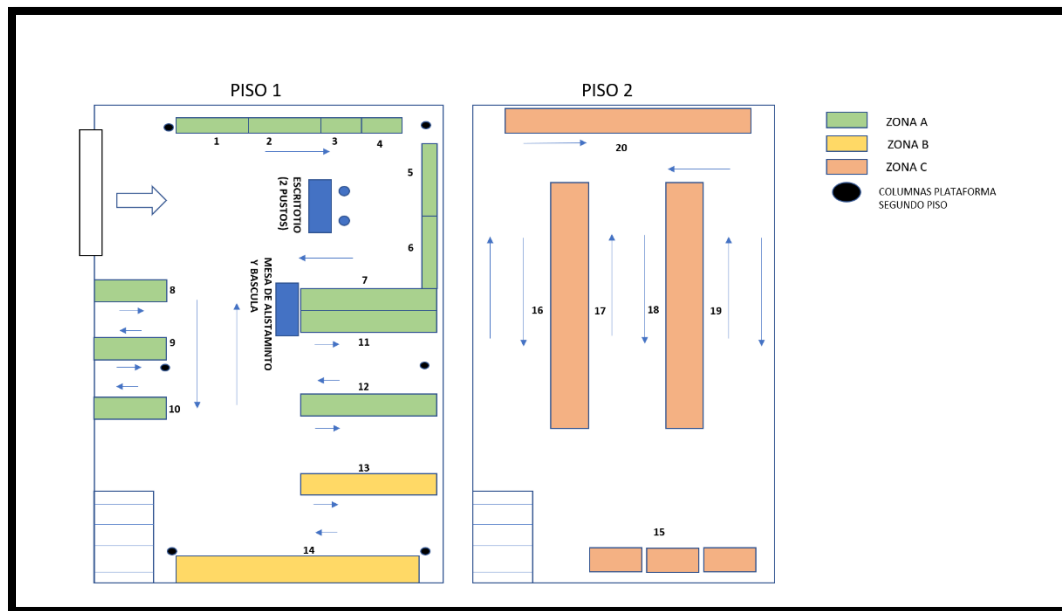 PISO 1
PISO 2
1
2
3
4
5
6
7
8
9
10
11
12
13
14
ESCRITOTIO
(2 PUSTOS)
MESA DE ALISTAMINTO
Y BASCULA
20
16
17
18
19
15
ZONA A
ZONA B
ZONA C
COLUMNAS PLATAFORMA
SEGUNDO PISO